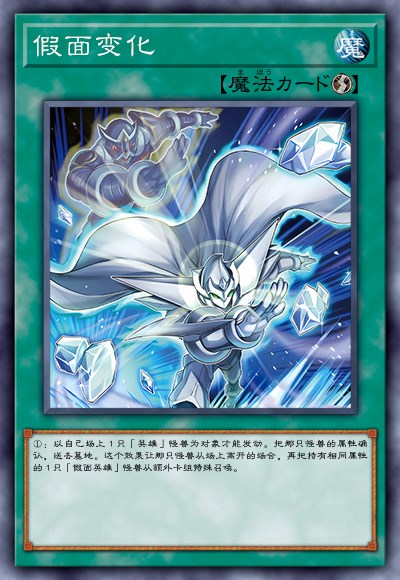 假面变化
魔
【魔法カード】
まほう
①：以自己场上1只「英雄」怪兽为对象才能发动。把那只怪兽的属性确
认，送去墓地。这个效果让那只怪兽从场上离开的场合，再把持有相同属性
的1只「假面英雄」怪兽从额外卡组特殊召唤。